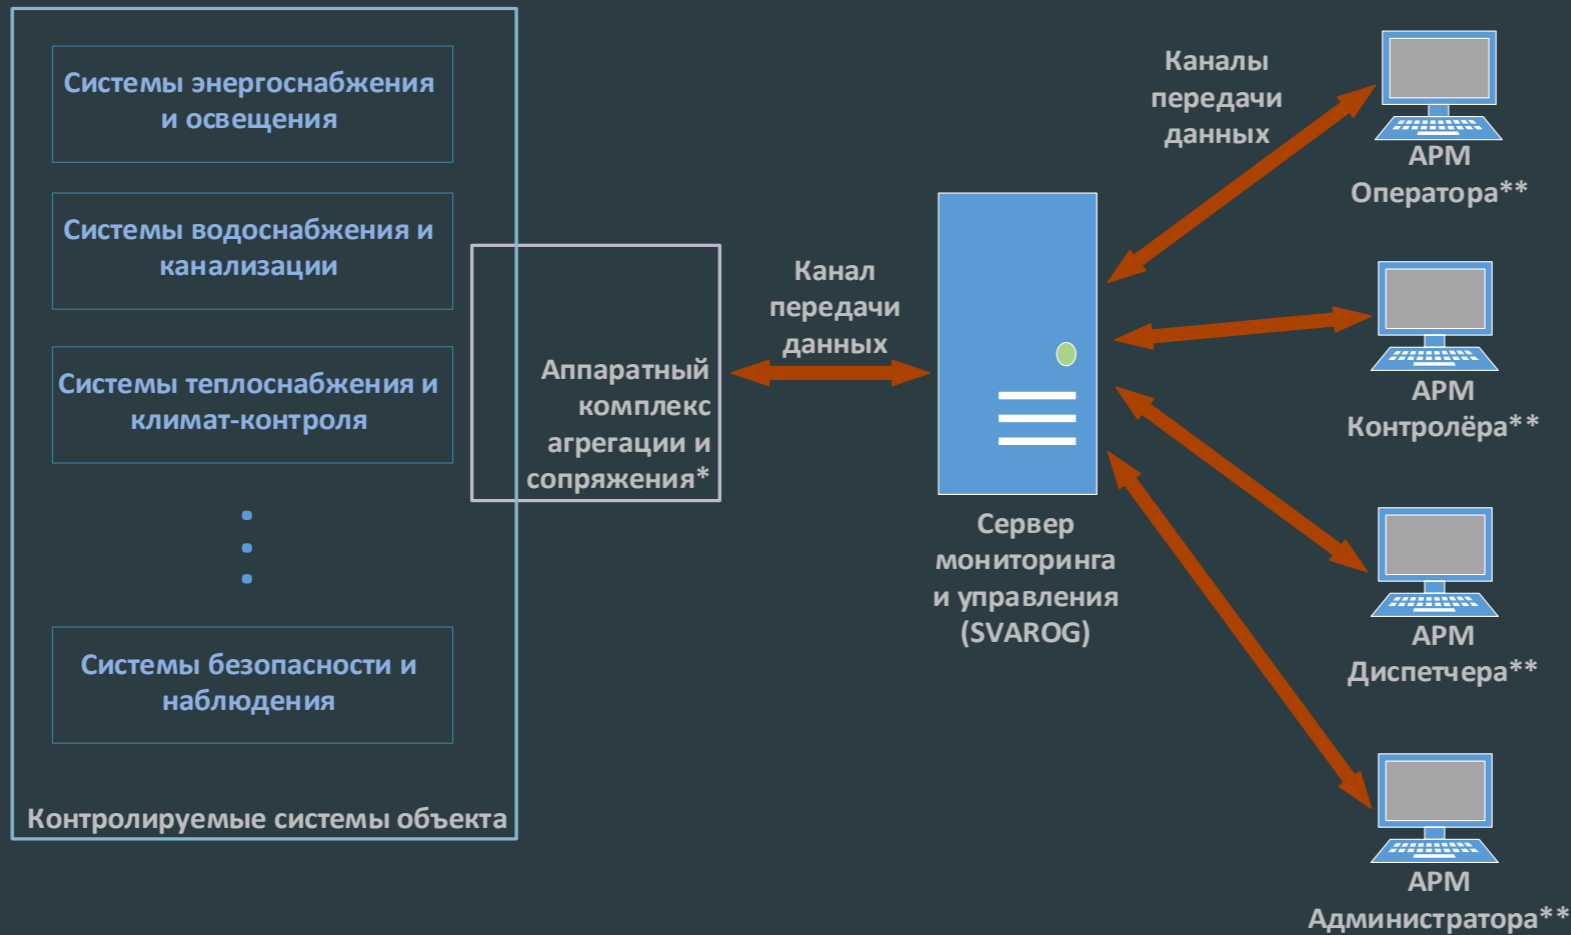 Системы энергоснабжения
и освещения
Системы водоснабжения и
канализации
Системы теплоснабжения и
климат-контроля
Системы безопасности и
наблюдения
Контролируемые системы объекта
Аппаратный
комплекс
агрегации и
сопряжения*
Канал
передачи
данных
Сервер
мониторинга
и управления
(SVAROG)
Каналы
передачи
данных
АРМ
Оператора**
АРМ
Контролёра**
АРМ
Диспетчера**
АРМ
Администратора**